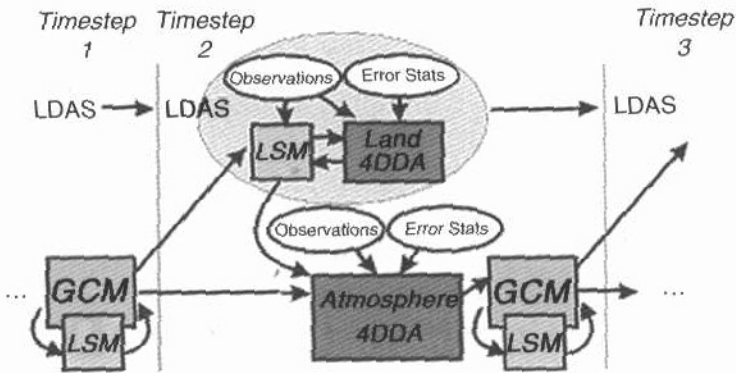 Timestep
1
Timestep
2
Timestep
3
Observations
Error Stats
LDAS
LDAS
LDAS
LSM
Land
4DDA
Observations
Error Stats
...
GCM
LSM
Atmosphere
4DDA
GCM
LSM
...